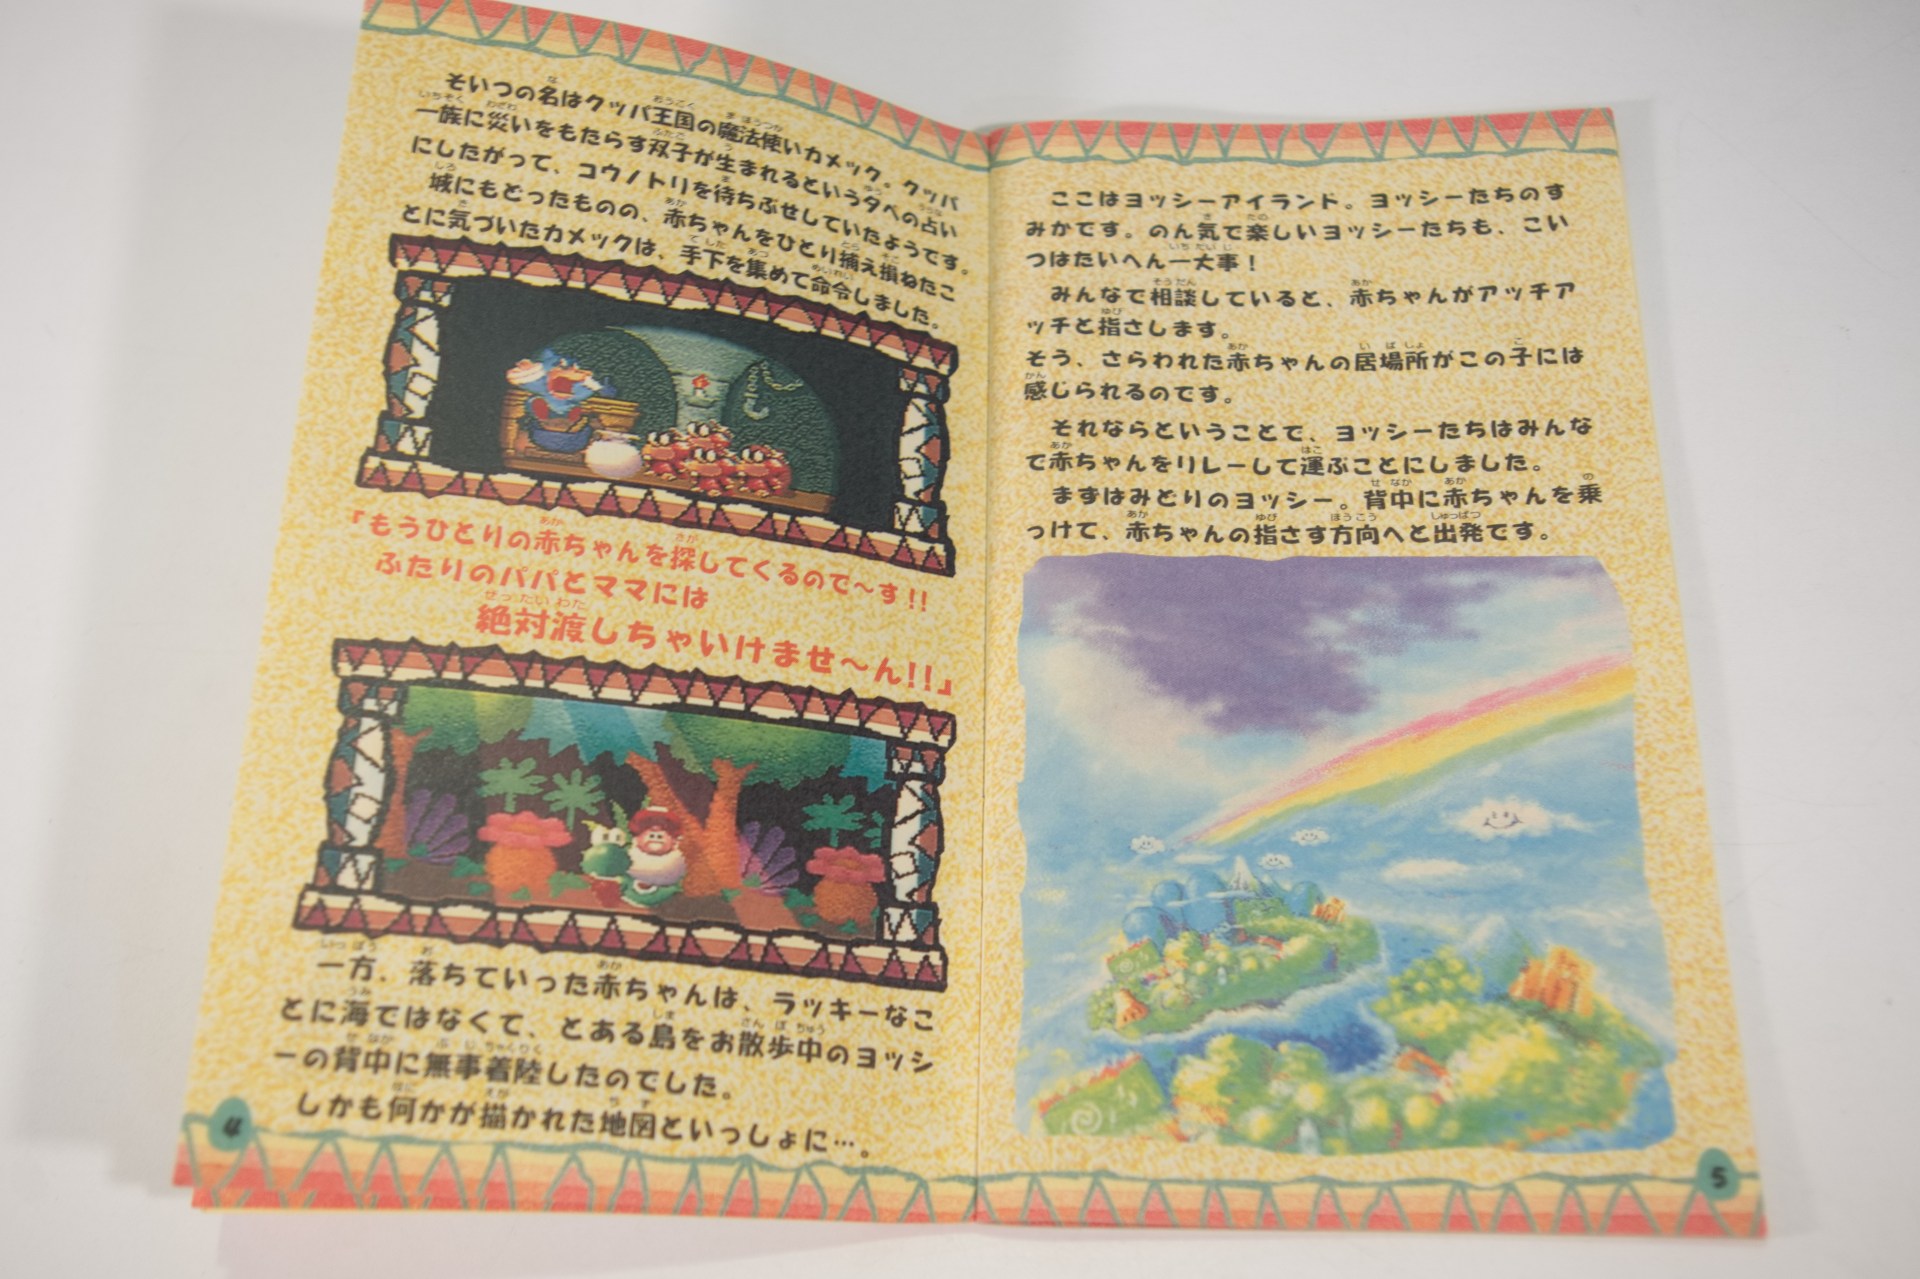 そいつの名はクッパ王国の魔法使いカメック。クッパ
一族に災いをもたらす双子が生まれるという夕べの占い
にしたがって、コウノトリを待ちぶせしていたようです。
城にもどったものの、赤ちゃんをひとり捕え損ねたこ
とに気づいたカメックは、手下を集めて命令しました。
『もうひとりの赤ちゃんを探してくるので〜す!!
ふたりのパパとママには
絶対渡しちゃいけませ〜ん!!』
一方、落ちていった赤ちゃんは、ラッキーなこ
とに海ではなくて、とある島をお散歩中のヨッシ
ーの背中に無事着陸したのでした。
しかも何かが描かれた地図といっしょに…。
4
ここはヨッシーアイランド。ヨッシーたちのす
みかです。のん気で楽しいヨッシーたちも、こい
つはたいへん一大事!
みんなで相談していると、赤ちゃんがアッチア
ッチと指さします。
そう、さらわれた赤ちゃんの居場所がこの子には
感じられるのです。
それならということで、ヨッシーたちはみんな
で赤ちゃんをリレーして運ぶことにしました。
まずはみどりのヨッシー。背中に赤ちゃんを乗
っけて、赤ちゃんの指さす方向へと出発です。
5